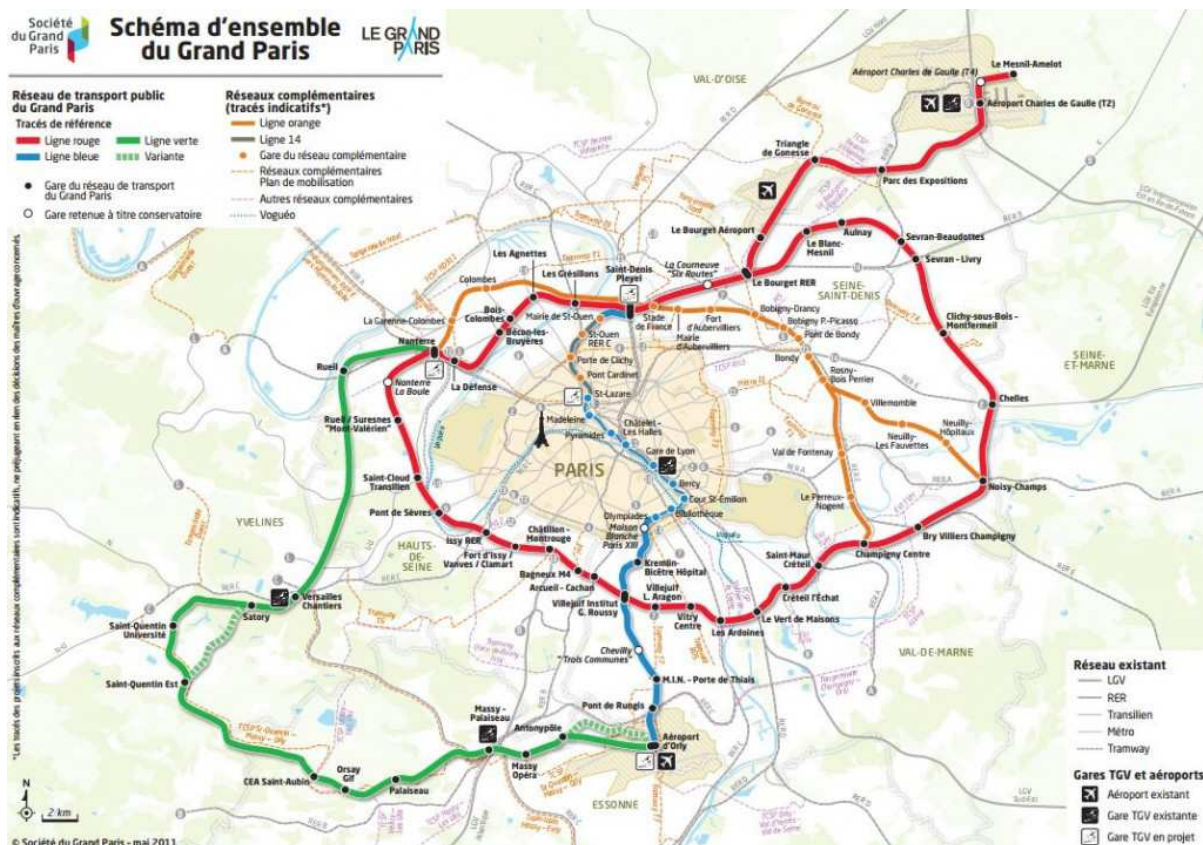 Société
du Grand
Paris
Schéma d'ensemble
du Grand Paris
LE GRAND
PARIS
Réseau de transport public
du Grand Paris
Tracés de référence
Ligne rouge
Ligne verte
Ligne bleue
Variante
Gare du réseau de transport
du Grand Paris
Gare retenue à titre conservatoire
Réseaux complémentaires
(tracés indicatifs*)
Ligne orange
Ligne 14
Gare du réseau complémentaire
Réseaux complémentaires
Plan de mobilisation
Autres réseaux complémentaires
Voguéo
VAL-D'OISE
Aéroport Charles de Gaulle (T4)
Le Mesnil-Amelot
Aéroport Charles de Gaulle (T2)
Triangle
de Gonesse
Parc des Expositions
Le Bourget Aéroport
Le Blanc-
Mesnil
Aulnay
Sevran-Beaudottes
Sevran - Livry
La Courneuve
"Six Routes"
Le Bourget RER
SEINE-
SAINT-DENIS
Les Agnettes
Les Grésillons
Saint-Denis
Pleyel
Colombes
La Garenne-Colombes
Bois-
Colombes
Bécon-les-
Bruyères
Mairie de St-Ouen
St-Ouen
RER C
Stade
de France
Fort
d'Aubervilliers
Mairie
d'Aubervilliers
Bobigny-Drancy
Bobigny P.-Picasso
Pont de Bondy
Bondy
Clichy-sous-Bois -
Montfermeil
SEINE-
ET-MARNE
Nanterre
La Défense
Rueil
Nanterre
La Boule
Porte de Clichy
Pont Cardinet
St-Lazare
Madeleine
Pyramides
Châtelet -
Les Halles
Gare de Lyon
Bercy
Cour St-Émilion
Bibliothèque
Olympiades
Maison
Blanche
Paris XIII
PARIS
Rosny-
Bois Perrier
Villemomble
Neuilly-
Les Fauvettes
Neuilly-
Hôpitaux
Chelles
Val de Fontenay
Le Perreux-
Nogent
Noisy-Champs
Bry Villiers Champigny
Champigny Centre
Rueil / Suresnes
"Mont-Valérien"
Saint-Cloud
Transilien
Pont de Sèvres
YVELINES
HAUTS-
DE-SEINE
Issy RER
Fort d'Issy /
Vanves / Clamart
Châtillon -
Montrouge
Bagneux M4
Arcueil - Cachan
Villejuif Institut
G. Roussy
Kremlin-
Bicêtre Hôpital
Villejuif
L. Aragon
Vitry
Centre
Les Ardoines
Le Vert de Maisons
Créteil l'Échat
Saint-Maur
Créteil
VAL-DE-MARNE
Versailles
Chantiers
Satory
Saint-Quentin
Université
Saint-Quentin Est
Chevilly
"Trois Communes"
M.I.N. - Porte de Thiais
Pont de Rungis
Aéroport
d'Orly
Massy -
Palaiseau
Antonypôle
Massy
Opéra
Palaiseau
Orsay
Gif
CEA Saint-Aubin
ESSONNE
Réseau existant
LGV
RER
Transilien
Métro
Tramway
Gares TGV et aéroports
Aéroport existant
Gare TGV existante
Gare TGV en projet
N
2 km
© Société du Grand Paris - mai 2011